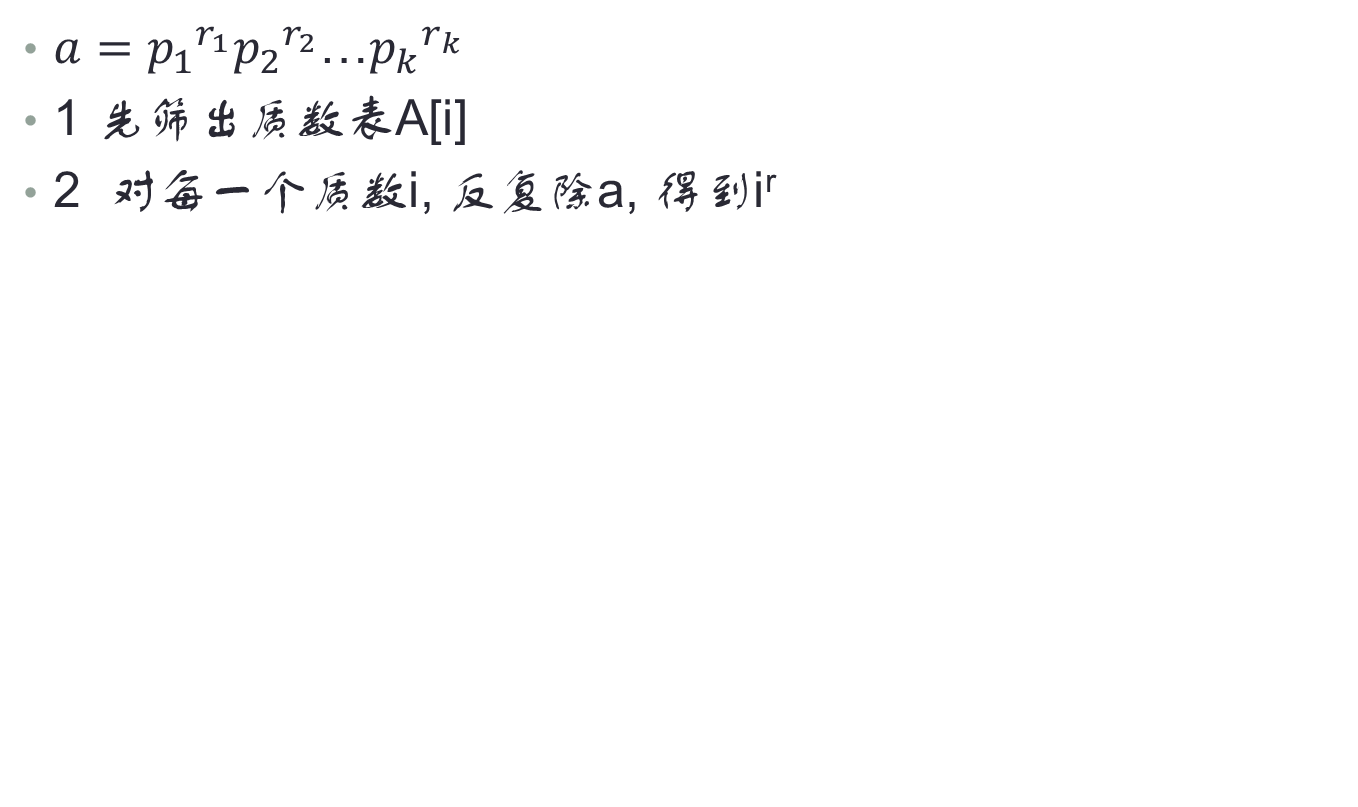 • a = p₁^{r₁}p₂^{r₂}…p_k^{r_k}
• 1 先筛出质数表A[i]
• 2 对每一个质数i, 反复除a, 得到iʳ